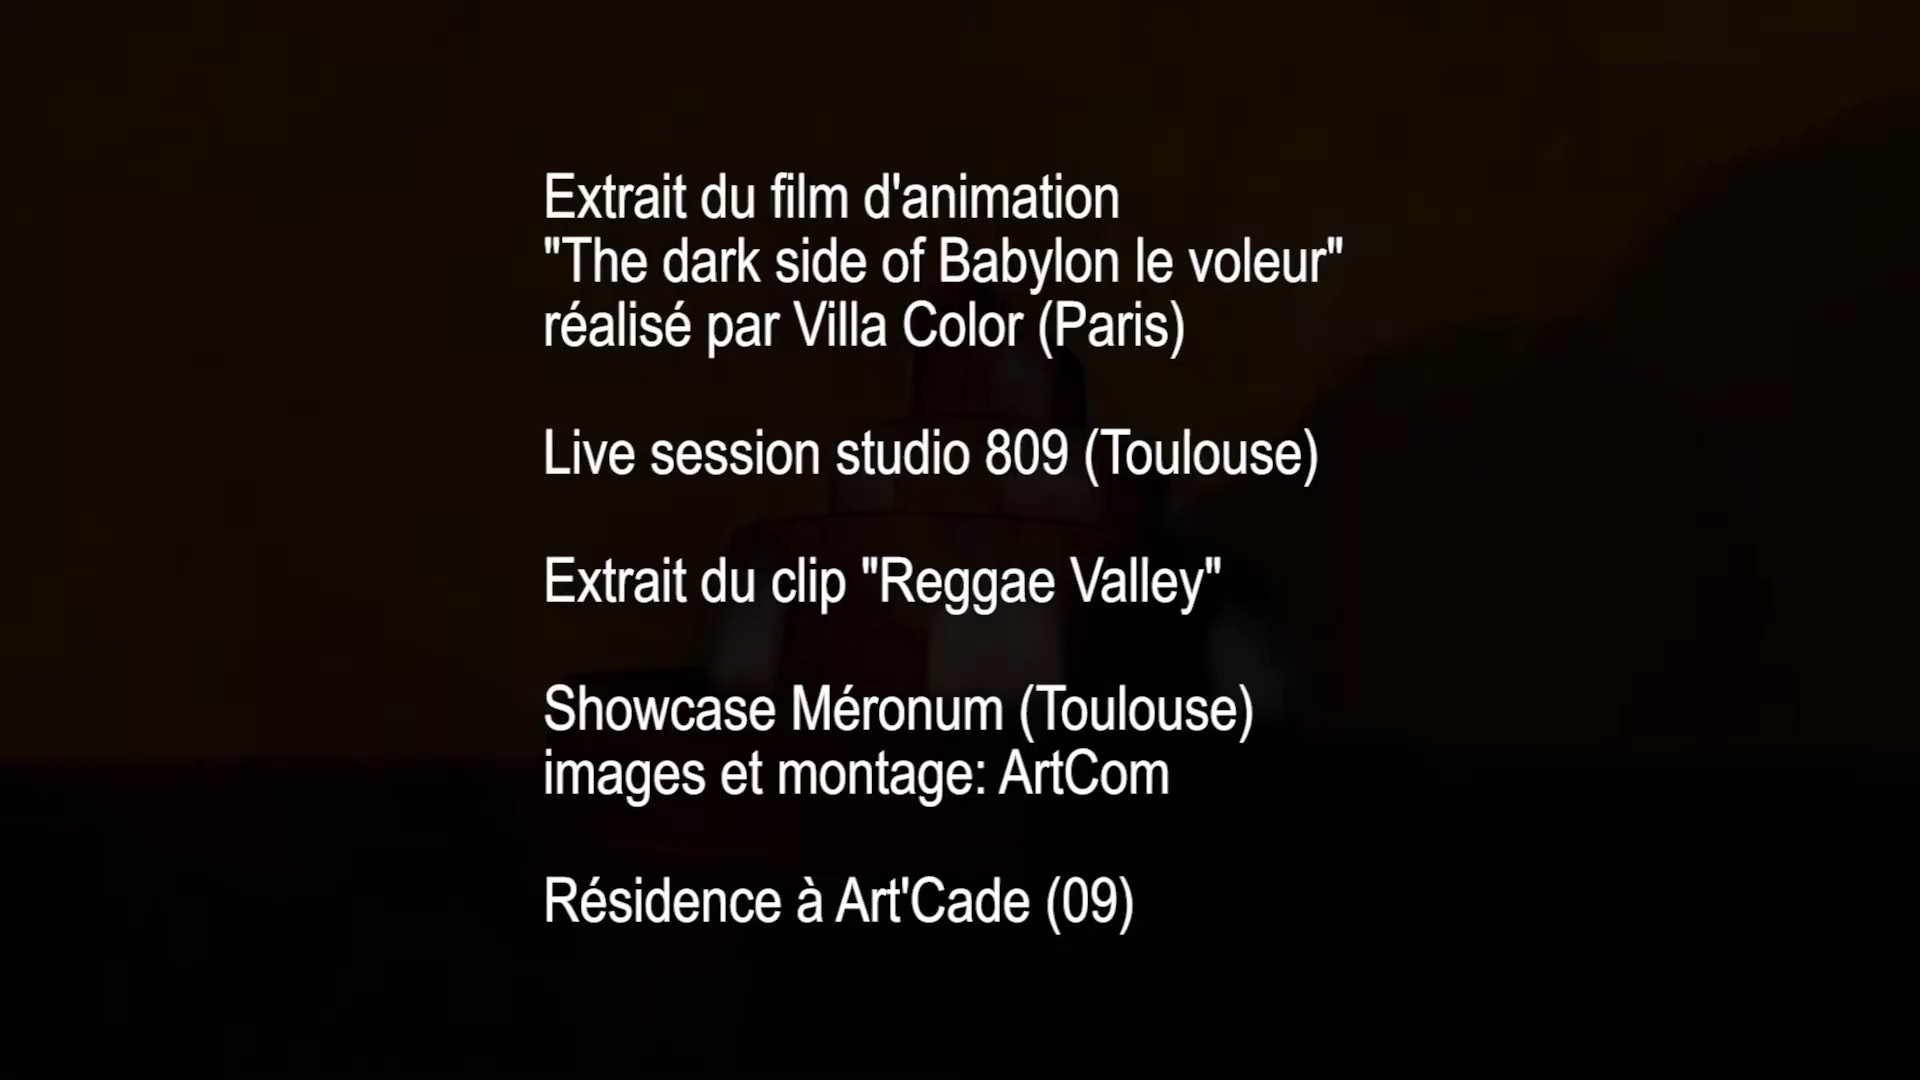 Extrait du film d'animation
"The dark side of Babylon le voleur"
réalisé par Villa Color (Paris)
Live session studio 809 (Toulouse)
Extrait du clip "Reggae Valley"
Showcase Méronum (Toulouse)
images et montage: ArtCom
Résidence à Art'Cade (09)